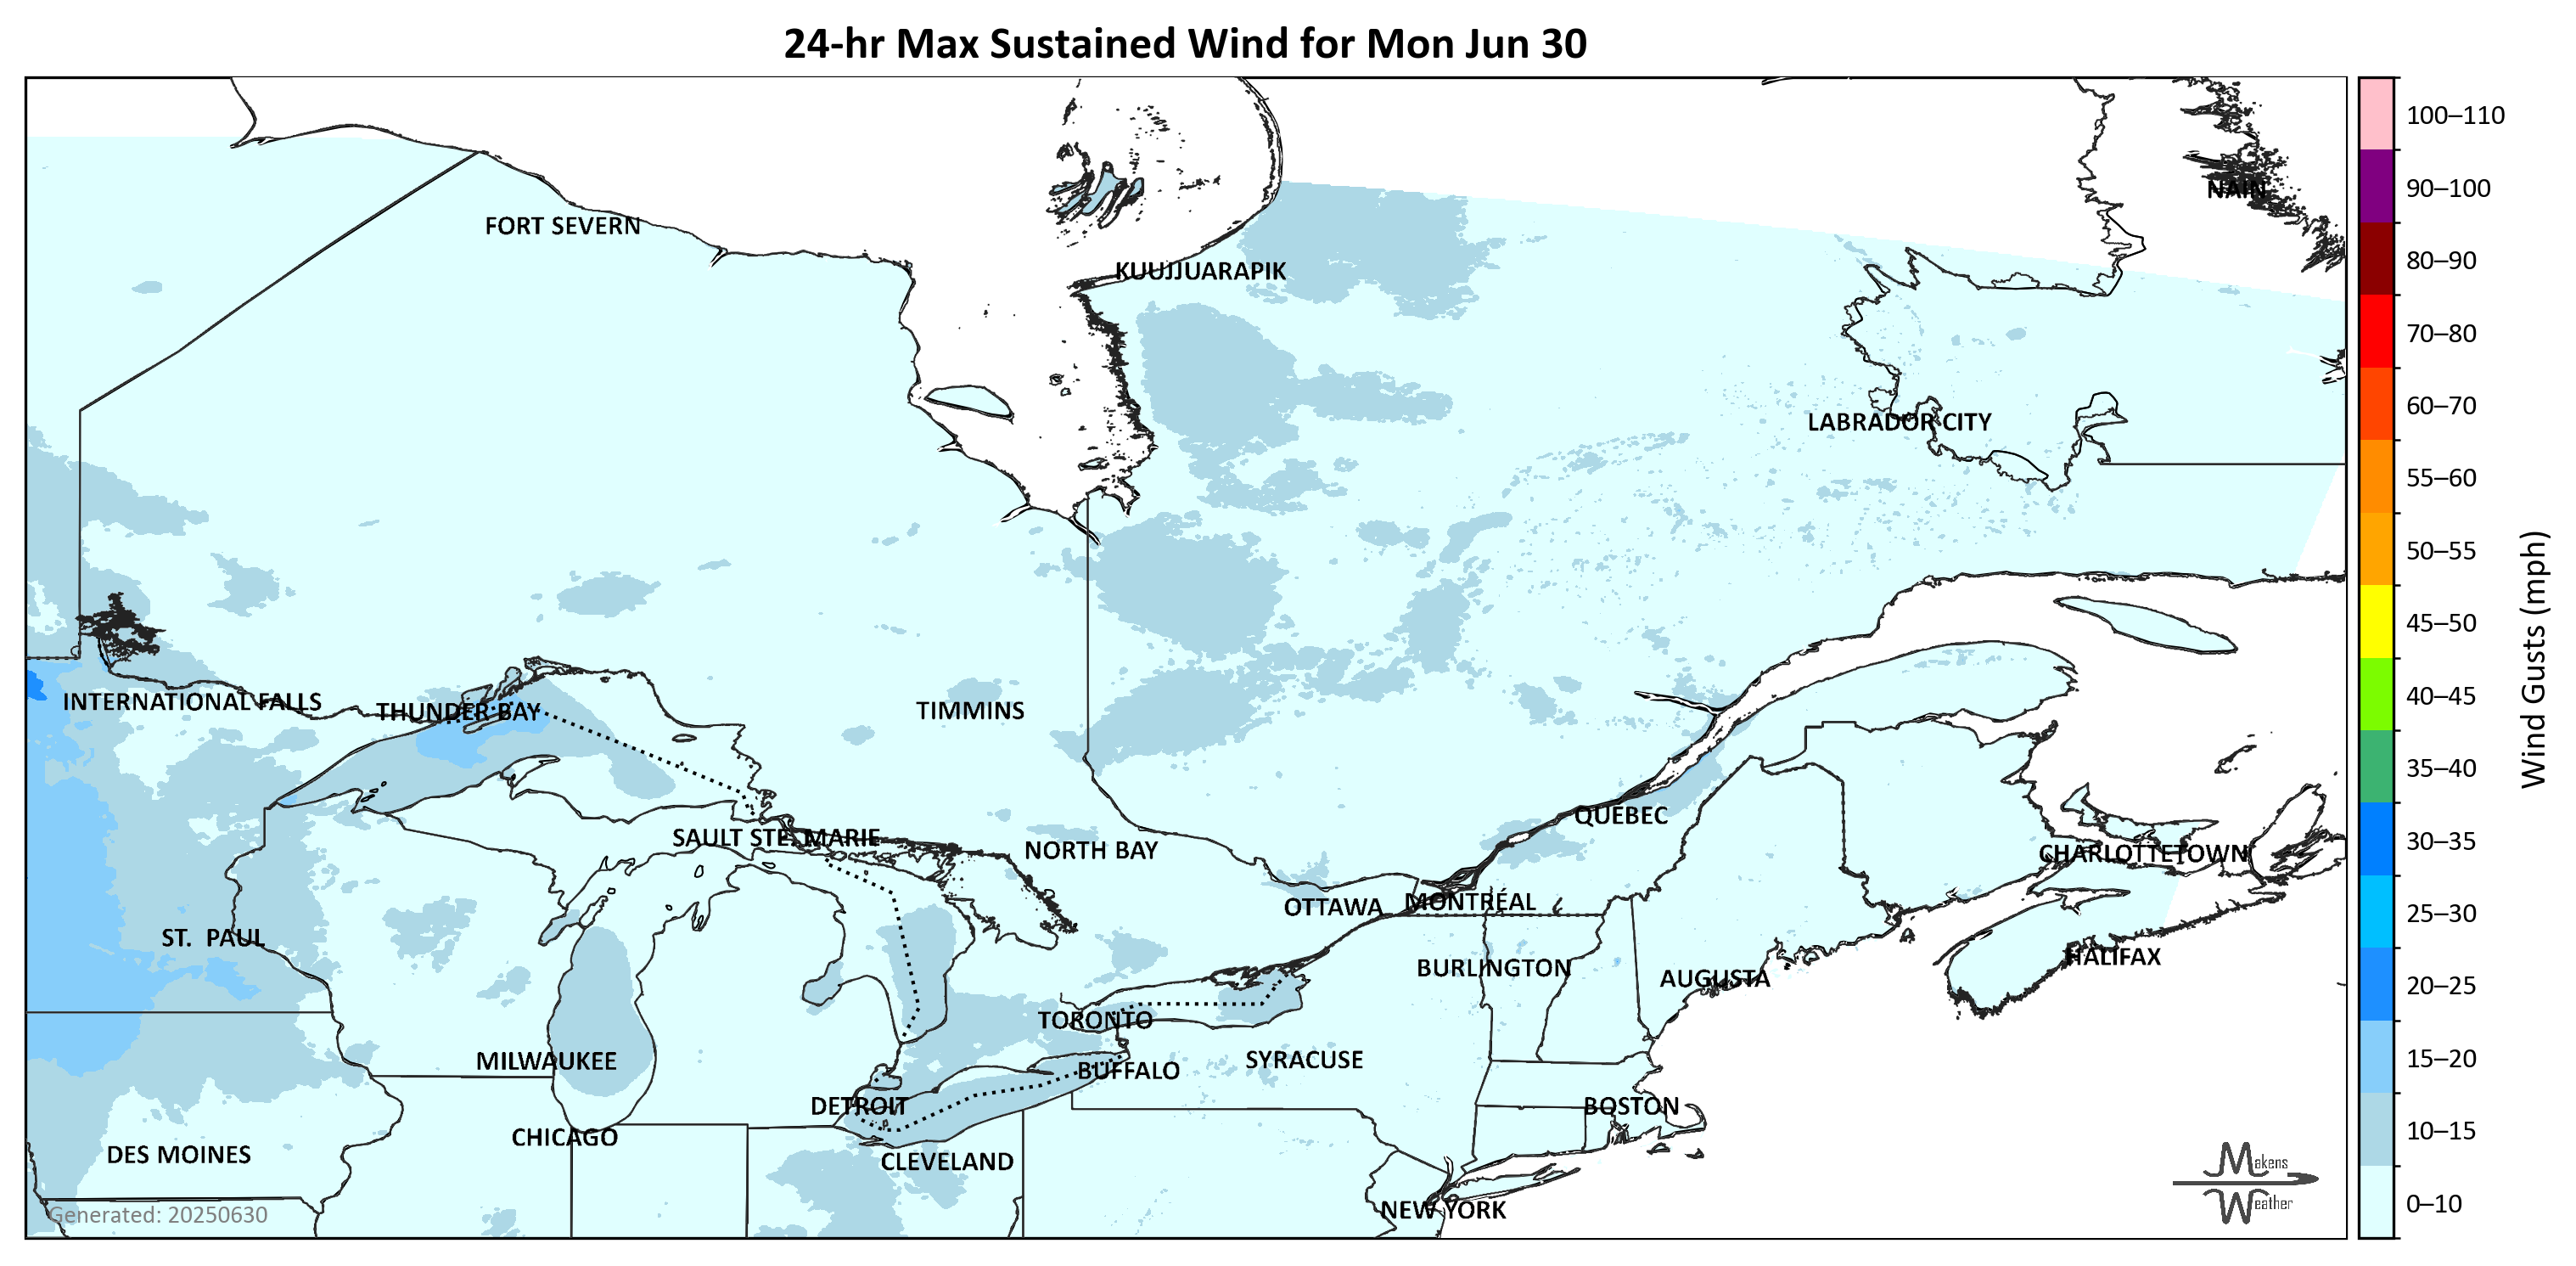 24-hr Max Sustained Wind for Mon Jun 30
100–110
90–100
80–90
70–80
60–70
55–60
50–55
45–50
40–45
35–40
30–35
25–30
20–25
15–20
10–15
0–10
Wind Gusts (mph)
NAIN
FORT SEVERN
KUUJJUARAPIK
LABRADOR CITY
INTERNATIONAL FALLS
THUNDER BAY
TIMMINS
QUÉBEC
SAULT STE. MARIE
NORTH BAY
CHARLOTTETOWN
OTTAWA
MONTRÉAL
ST. PAUL
HALIFAX
BURLINGTON
AUGUSTA
TORONTO
MILWAUKEE
SYRACUSE
BUFFALO
DETROIT
BOSTON
CHICAGO
DES MOINES
CLEVELAND
NEW YORK
Generated: 20250630
Makens
Weather